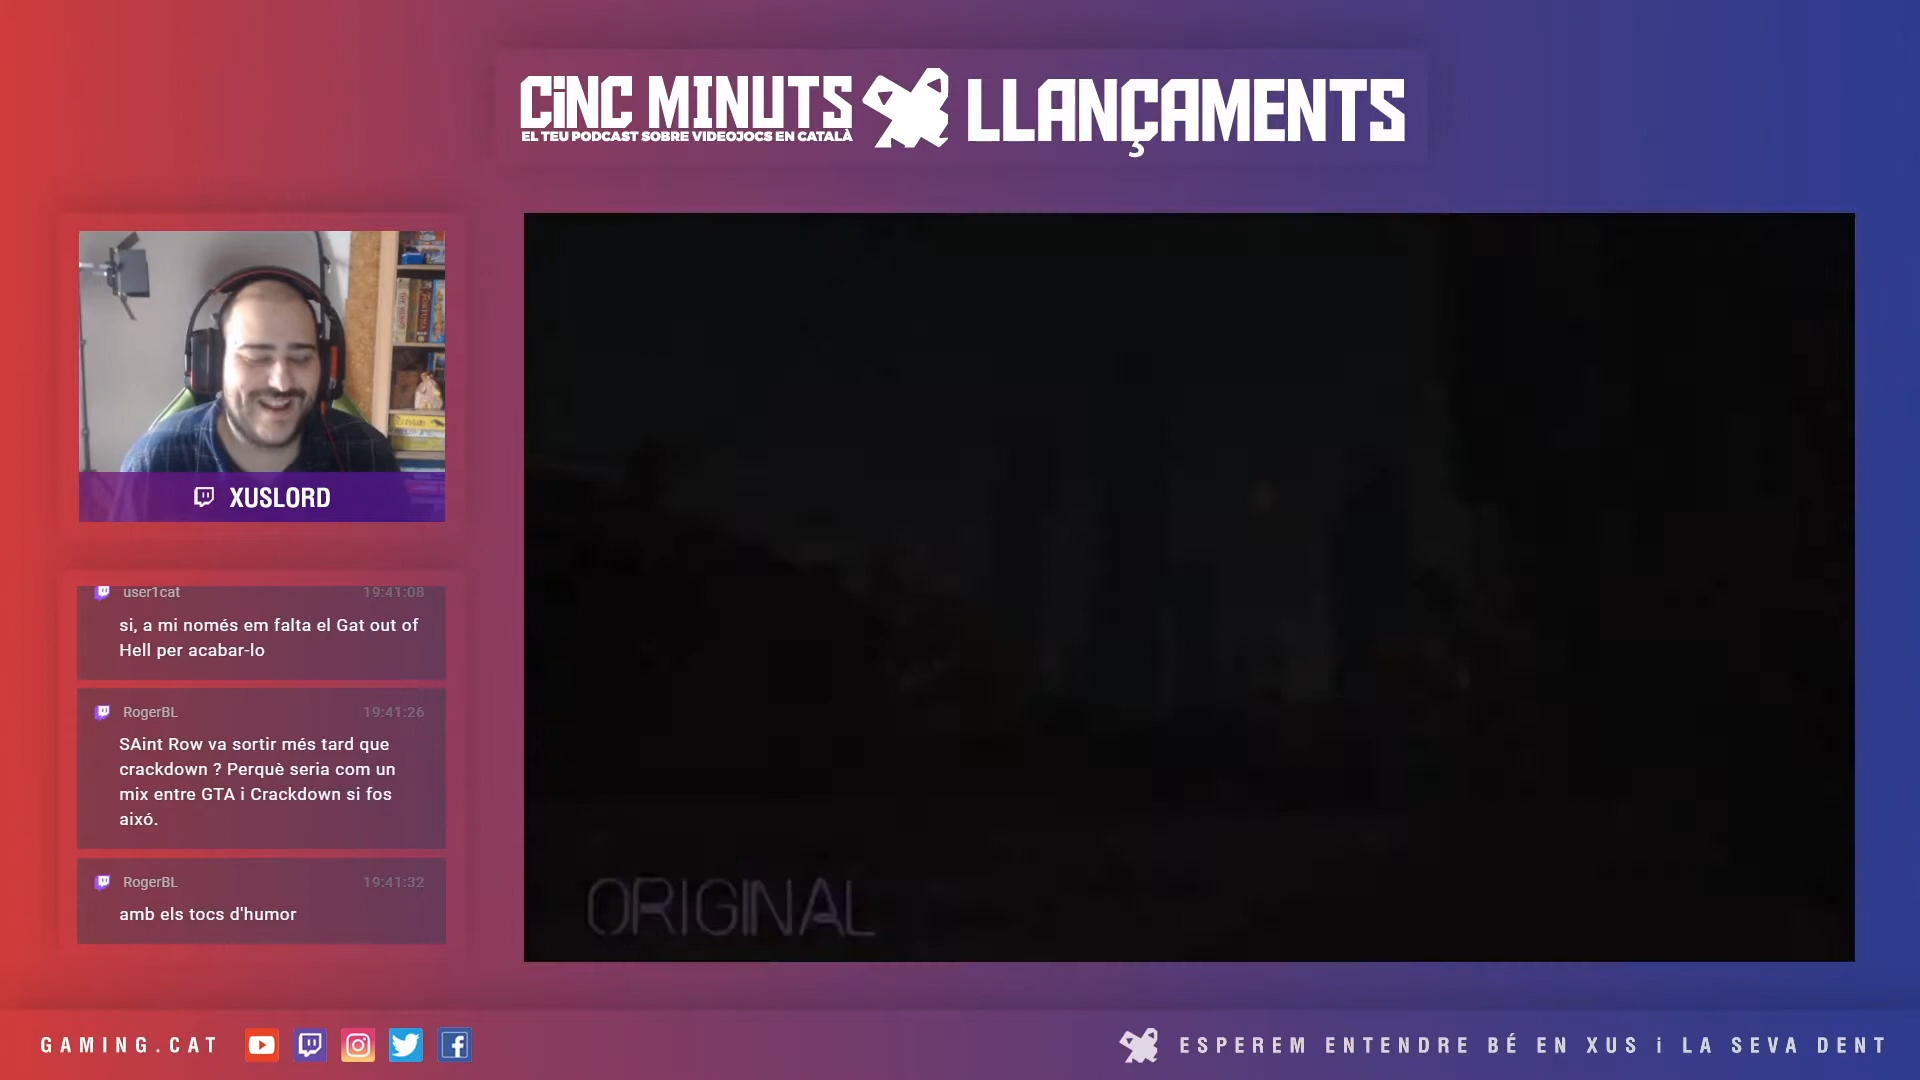 CiNC MINUTS
EL TEU PODCAST SOBRE VIDEOJOCS EN CATALÀ
LLANÇAMENTS
XUSLORD
user1cat 19:41:08
si, a mi només em falta el Gat out of
Hell per acabar-lo
RogerBL 19:41:26
SAint Row va sortir més tard que
crackdown ? Perquè seria com un
mix entre GTA i Crackdown si fos
aixó.
RogerBL 19:41:32
amb els tocs d'humor
ORIGINAL
GAMING.CAT
ESPEREM ENTENDRE BÉ EN XUS i LA SEVA DENT